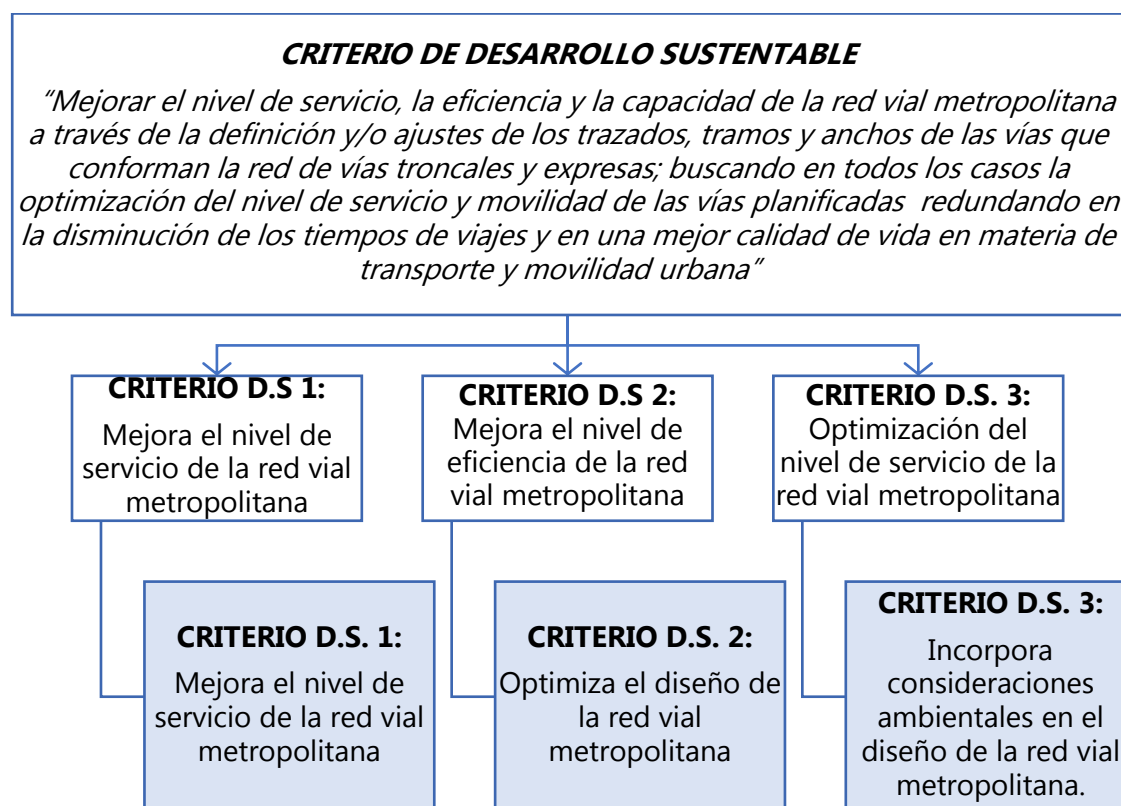 CRITERIO DE DESARROLLO SUSTENTABLE
“Mejorar el nivel de servicio, la eficiencia y la capacidad de la red vial metropolitana
a través de la definición y/o ajustes de los trazados, tramos y anchos de las vías que
conforman la red de vías troncales y expresas; buscando en todos los casos la
optimización del nivel de servicio y movilidad de las vías planificadas redundando en
la disminución de los tiempos de viajes y en una mejor calidad de vida en materia de
transporte y movilidad urbana”
CRITERIO D.S 1:
Mejora el nivel de
servicio de la red vial
metropolitana
CRITERIO D.S 2:
Mejora el nivel de
eficiencia de la red
vial metropolitana
CRITERIO D.S. 3:
Optimización del
nivel de servicio de la
red vial metropolitana
CRITERIO D.S. 1:
Mejora el nivel de
servicio de la red vial
metropolitana
CRITERIO D.S. 2:
Optimiza el diseño de
la red vial
metropolitana
CRITERIO D.S. 3:
Incorpora
consideraciones
ambientales en el
diseño de la red vial
metropolitana.